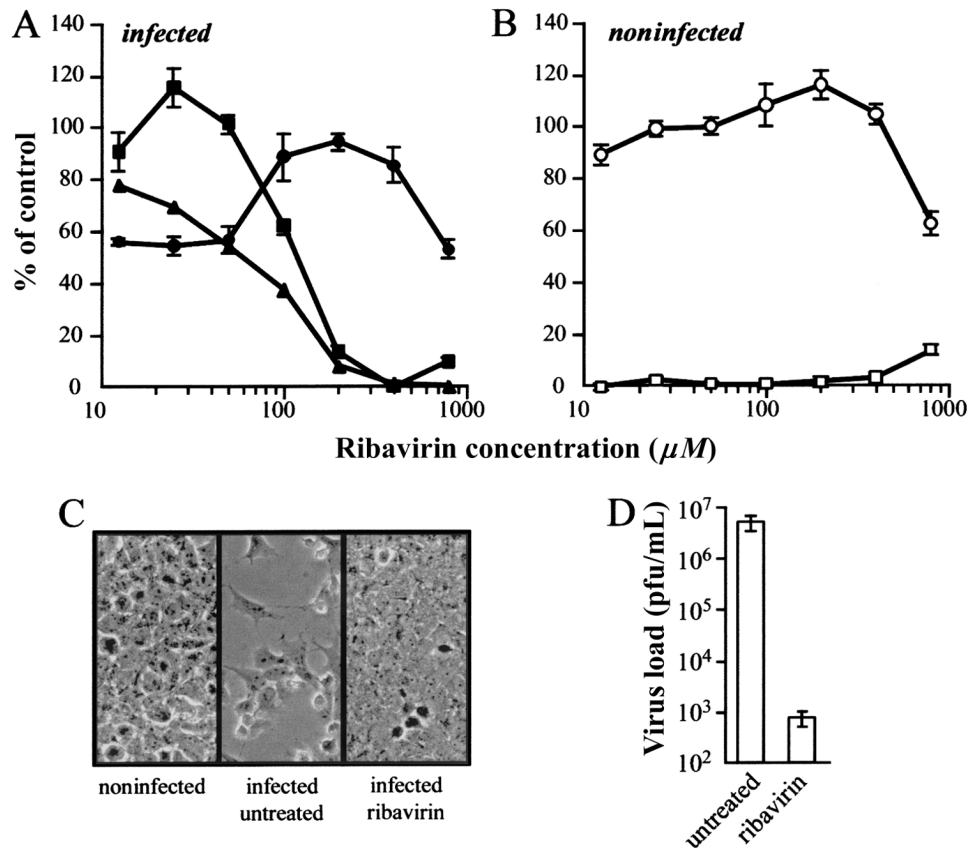 A
infected
140
120
100
80
60
40
20
0
10
100
1000
% of control
B
noninfected
140
120
100
80
60
40
20
0
10
100
1000
Ribavirin concentration (μM)
C
noninfected
infected
untreated
infected
ribavirin
D
10⁷
10⁶
10⁵
10⁴
10³
10²
Virus load (pfu/mL)
untreated
ribavirin